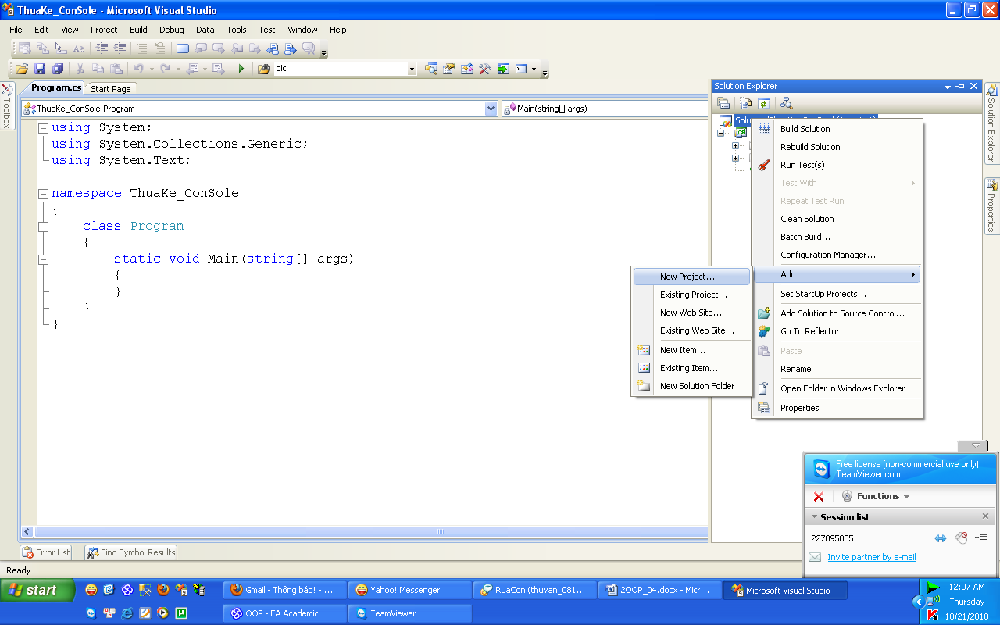 ThuaKe_ConSole - Microsoft Visual Studio
File Edit View Project Build Debug Data Tools Test Window Help
pic
Toolbox
Program.cs Start Page
ThuaKe_ConSole.Program
Main(string[] args)
using System;
using System.Collections.Generic;
using System.Text;
namespace ThuaKe_ConSole
{
class Program
{
static void Main(string[] args)
{
}
}
}
Solution Explorer
Build Solution
Rebuild Solution
Run Test(s)
Test With
Repeat Test Run
Clean Solution
Batch Build...
Configuration Manager...
Add
Set StartUp Projects...
Add Solution to Source Control...
Go To Reflector
Paste
Rename
Open Folder in Windows Explorer
Properties
New Project...
Existing Project...
New Web Site...
Existing Web Site...
New Item...
Existing Item...
New Solution Folder
Solution Explorer
Properties
Free license (non-commercial use only)
TeamViewer.com
Functions
Session list
227895055
Invite partner by e-mail
Error List Find Symbol Results
Ready
start
Gmail - Thông báo! - ...
Yahoo! Messenger
RuaCon (thuvan_081...
2OOP_04.docx - Micr...
Microsoft Visual Studio
OOP - EA Academic
TeamViewer
12:07 AM
Thursday
10/21/2010